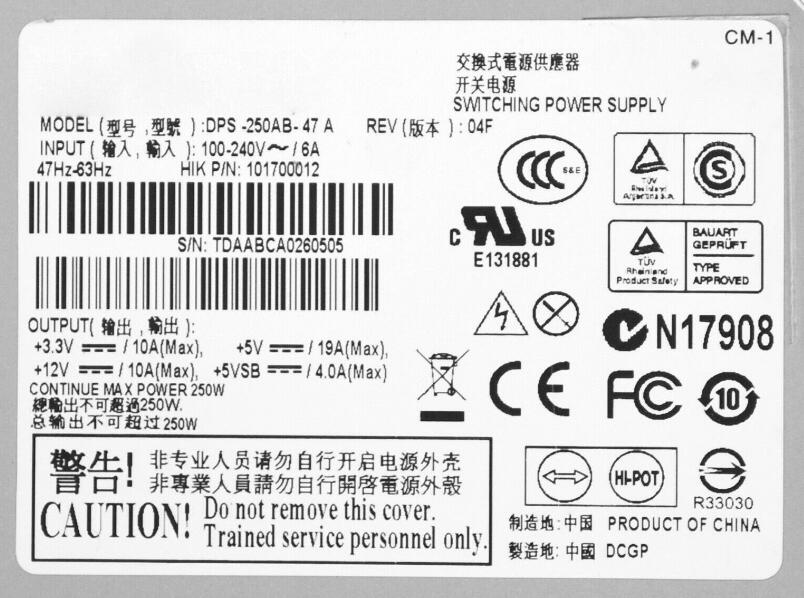 CM-1
交換式電源供應器
开关电源
SWITCHING POWER SUPPLY
MODEL (型号,型號):DPS -250AB- 47 A REV (版本): 04F
INPUT (输入,輸入): 100-240V～/ 6A
47Hz-63Hz HIK P/N: 101700012
S/N: TDAABCA0260505
CCC S&E
TÜV
Rheinland
Argentina S.A.
S
c RU US
E131881
TÜV
Rheinland
Product Safety
BAUART
GEPRÜFT
TYPE
APPROVED
N17908
OUTPUT(输出,輸出):
+3.3V ⎓ / 10A(Max), +5V ⎓ / 19A(Max),
+12V ⎓ / 10A(Max), +5VSB ⎓ / 4.0A(Max)
CONTINUE MAX POWER 250W
總輸出不可超過250W.
总输出不可超过250W
CE FC 10
警告! 非专业人员请勿自行开启电源外壳
非專業人員請勿自行開啓電源外殼
CAUTION! Do not remove this cover.
Trained service personnel only.
HI-POT
R33030
制造地:中国 PRODUCT OF CHINA
製造地:中國 DCGP